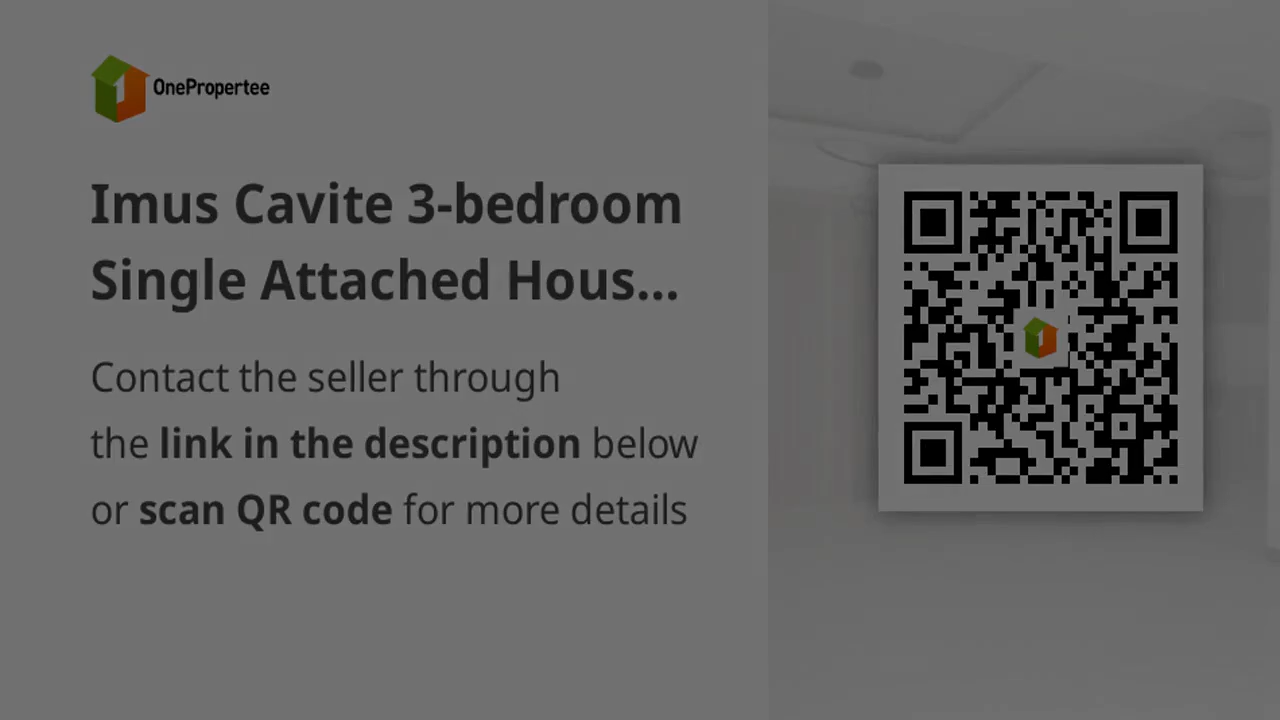 OnePropertee
Imus Cavite 3-bedroom
Single Attached Hous...
Contact the seller through
the link in the description below
or scan QR code for more details